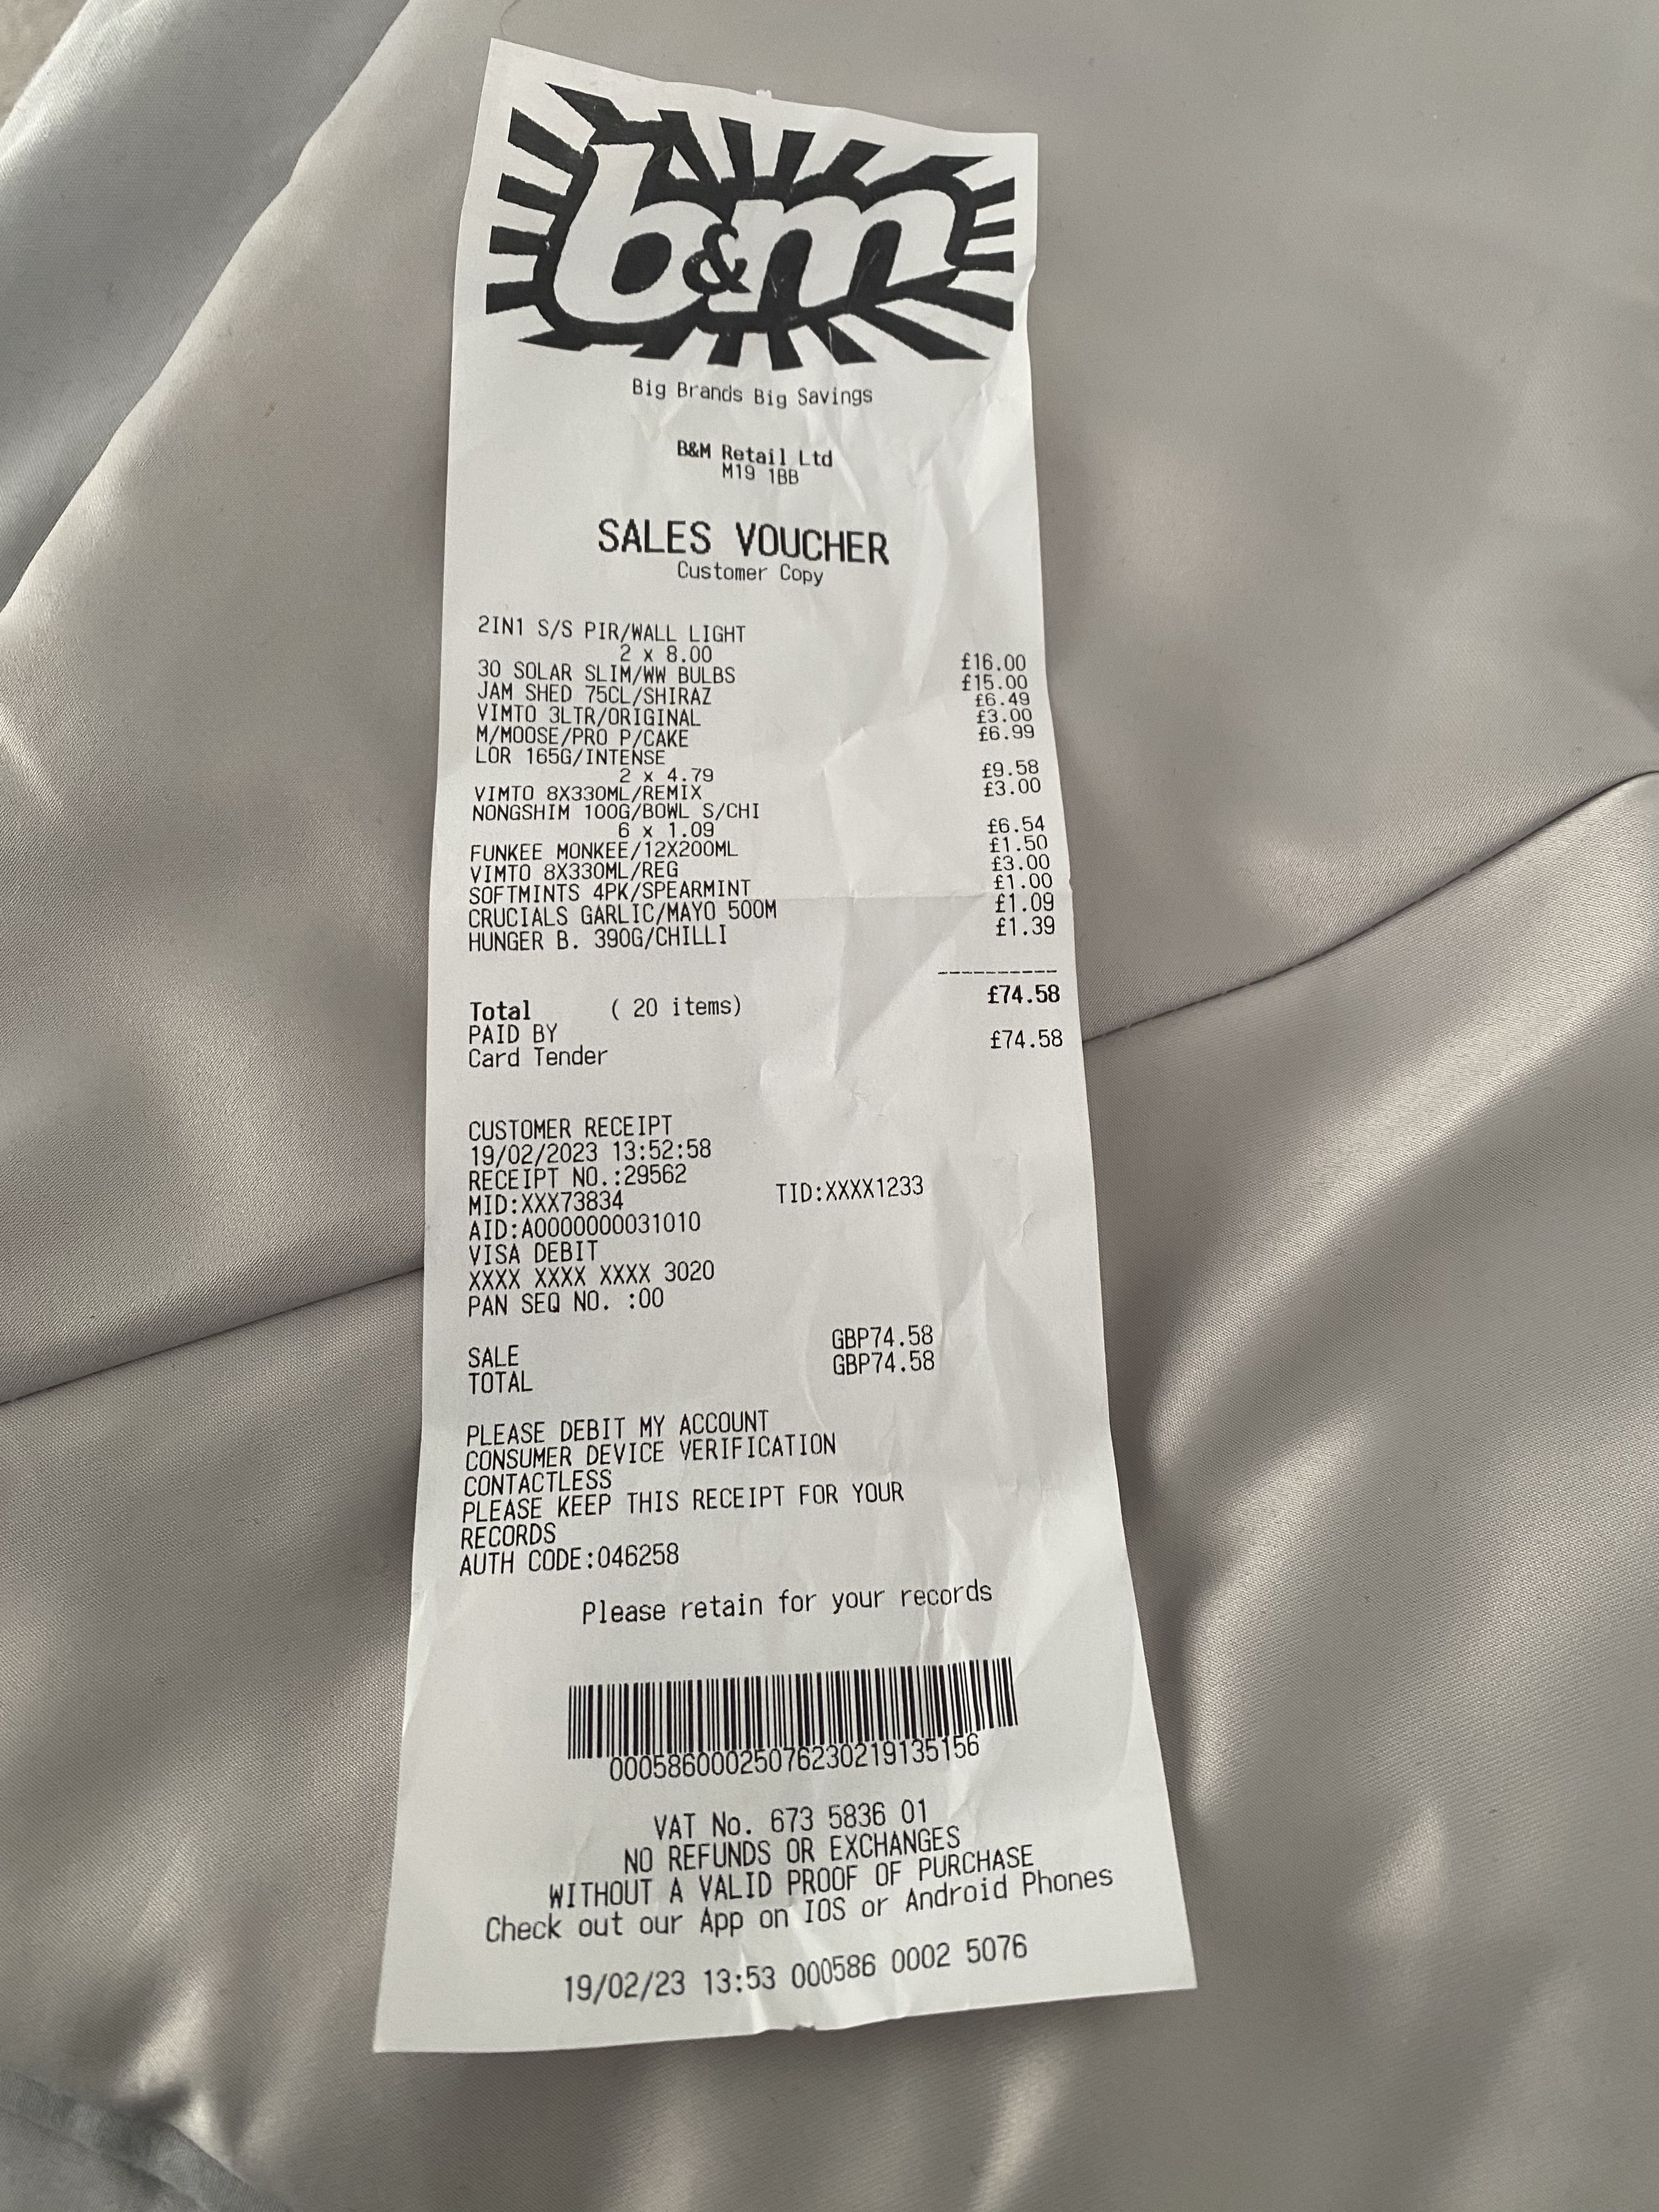 b&m
Big Brands Big Savings
B&M Retail Ltd
M19 1BB
SALES VOUCHER
Customer Copy
2IN1 S/S PIR/WALL LIGHT
2 x 8.00 £16.00
30 SOLAR SLIM/WW BULBS £15.00
JAM SHED 75CL/SHIRAZ £6.49
VIMTO 3LTR/ORIGINAL £3.00
M/MOOSE/PRO P/CAKE £6.99
LOR 165G/INTENSE
2 x 4.79 £9.58
VIMTO 8X330ML/REMIX £3.00
NONGSHIM 100G/BOWL S/CHI
6 x 1.09 £6.54
FUNKEE MONKEE/12X200ML £1.50
VIMTO 8X330ML/REG £3.00
SOFTMINTS 4PK/SPEARMINT £1.00
CRUCIALS GARLIC/MAYO 500M £1.09
HUNGER B. 390G/CHILLI £1.39
----------
Total ( 20 items) £74.58
PAID BY
Card Tender £74.58
CUSTOMER RECEIPT
19/02/2023 13:52:58
RECEIPT NO.:29562
MID:XXX73834 TID:XXXX1233
AID:A0000000031010
VISA DEBIT
XXXX XXXX XXXX 3020
PAN SEQ NO. :00
SALE GBP74.58
TOTAL GBP74.58
PLEASE DEBIT MY ACCOUNT
CONSUMER DEVICE VERIFICATION
CONTACTLESS
PLEASE KEEP THIS RECEIPT FOR YOUR
RECORDS
AUTH CODE:046258
Please retain for your records
0005860002507623021913515​6
VAT No. 673 5836 01
NO REFUNDS OR EXCHANGES
WITHOUT A VALID PROOF OF PURCHASE
Check out our App on IOS or Android Phones
19/02/23 13:53 000586 0002 5076